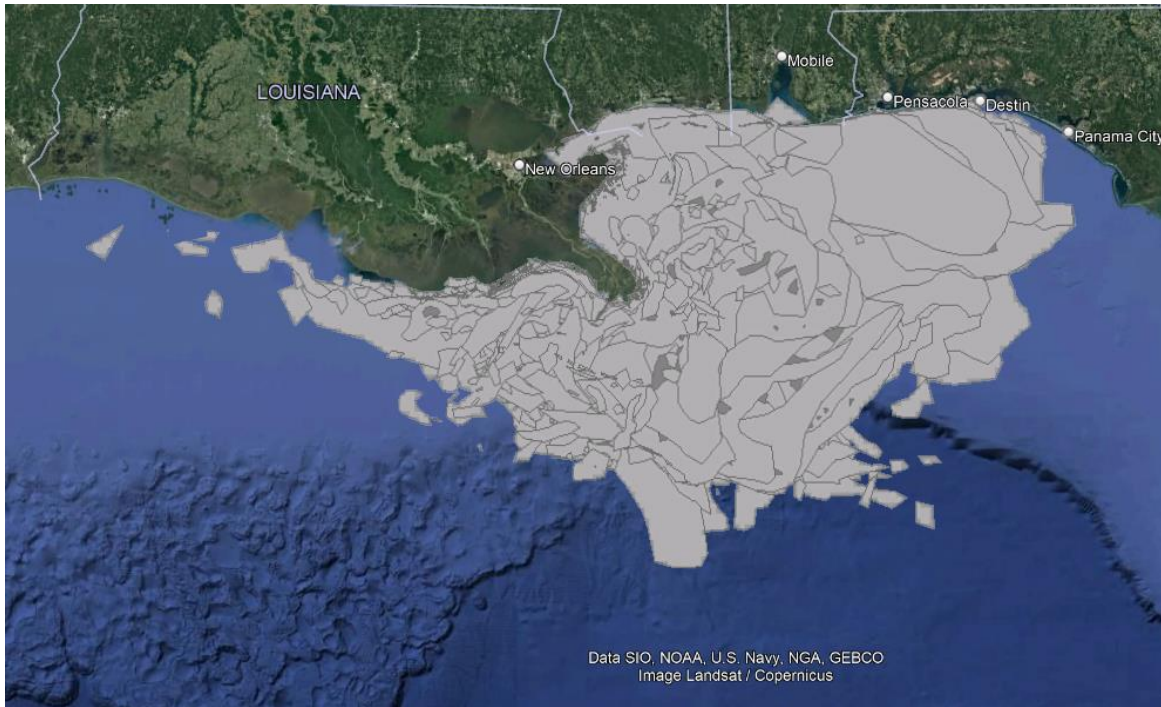 Mobile
LOUISIANA
Pensacola
Destin
Panama City
New Orleans
Data SIO, NOAA, U.S. Navy, NGA, GEBCO
Image Landsat / Copernicus